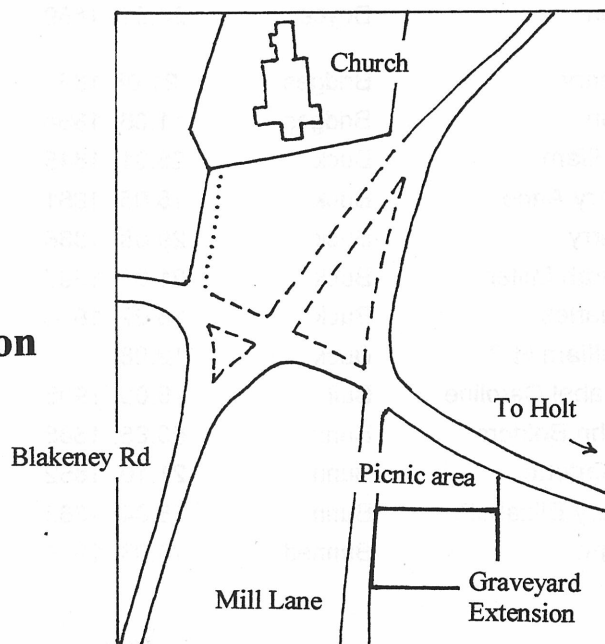 Church
on
To Holt
Blakeney Rd
Picnic area
Mill Lane
Graveyard
Extension